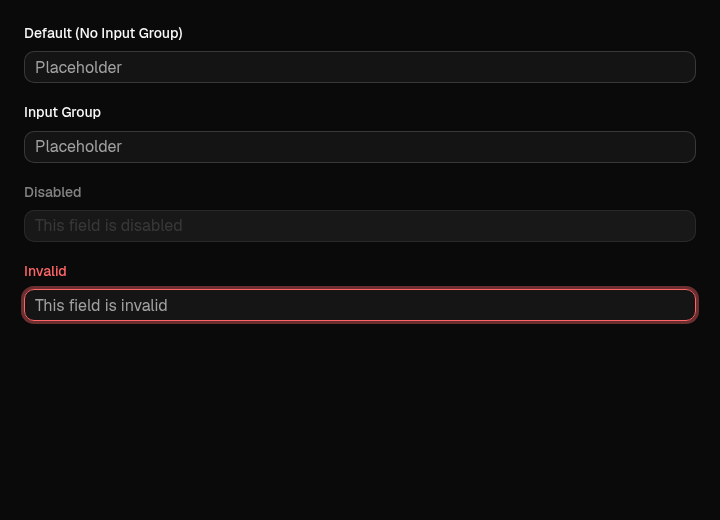 Default (No Input Group)
Placeholder
Input Group
Placeholder
Disabled
This field is disabled
Invalid
This field is invalid